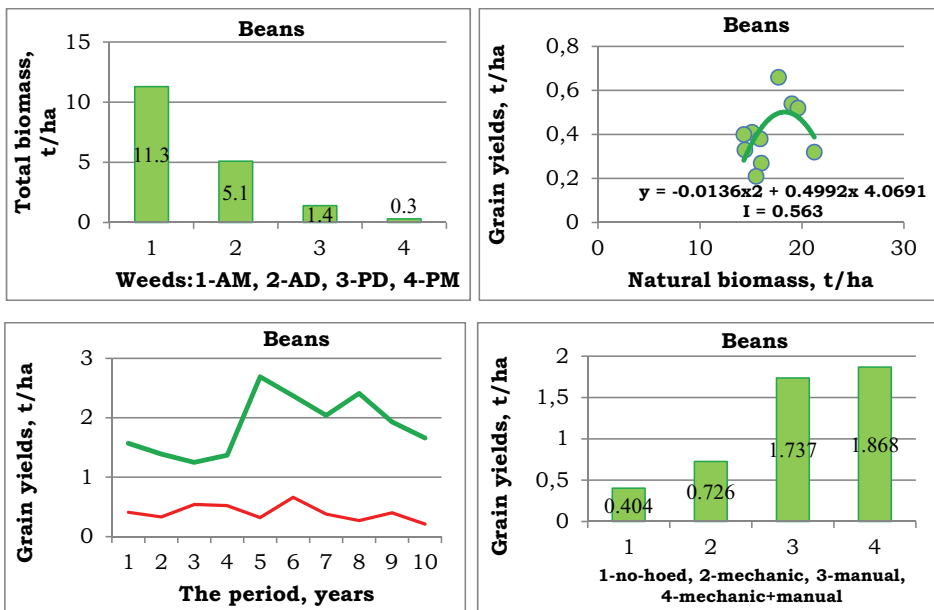 Beans
Total biomass,
t/ha
15
10
5
0
11.3
5.1
1.4
0.3
1 2 3 4
Weeds:1-AM, 2-AD, 3-PD, 4-PM
Beans
Grain yields, t/ha
0,8
0,6
0,4
0,2
0
y = -0.0136x2 + 0.4992x 4.0691
I = 0.563
0 10 20 30
Natural biomass, t/ha
Beans
Grain yields, t/ha
3
2
1
0
1 2 3 4 5 6 7 8 9 10
The period, years
Beans
Grain yields, t/ha
2
1,5
1
0,5
0
0.404
0.726
1.737
1.868
1 2 3 4
1-no-hoed, 2-mechanic, 3-manual,
4-mechanic+manual